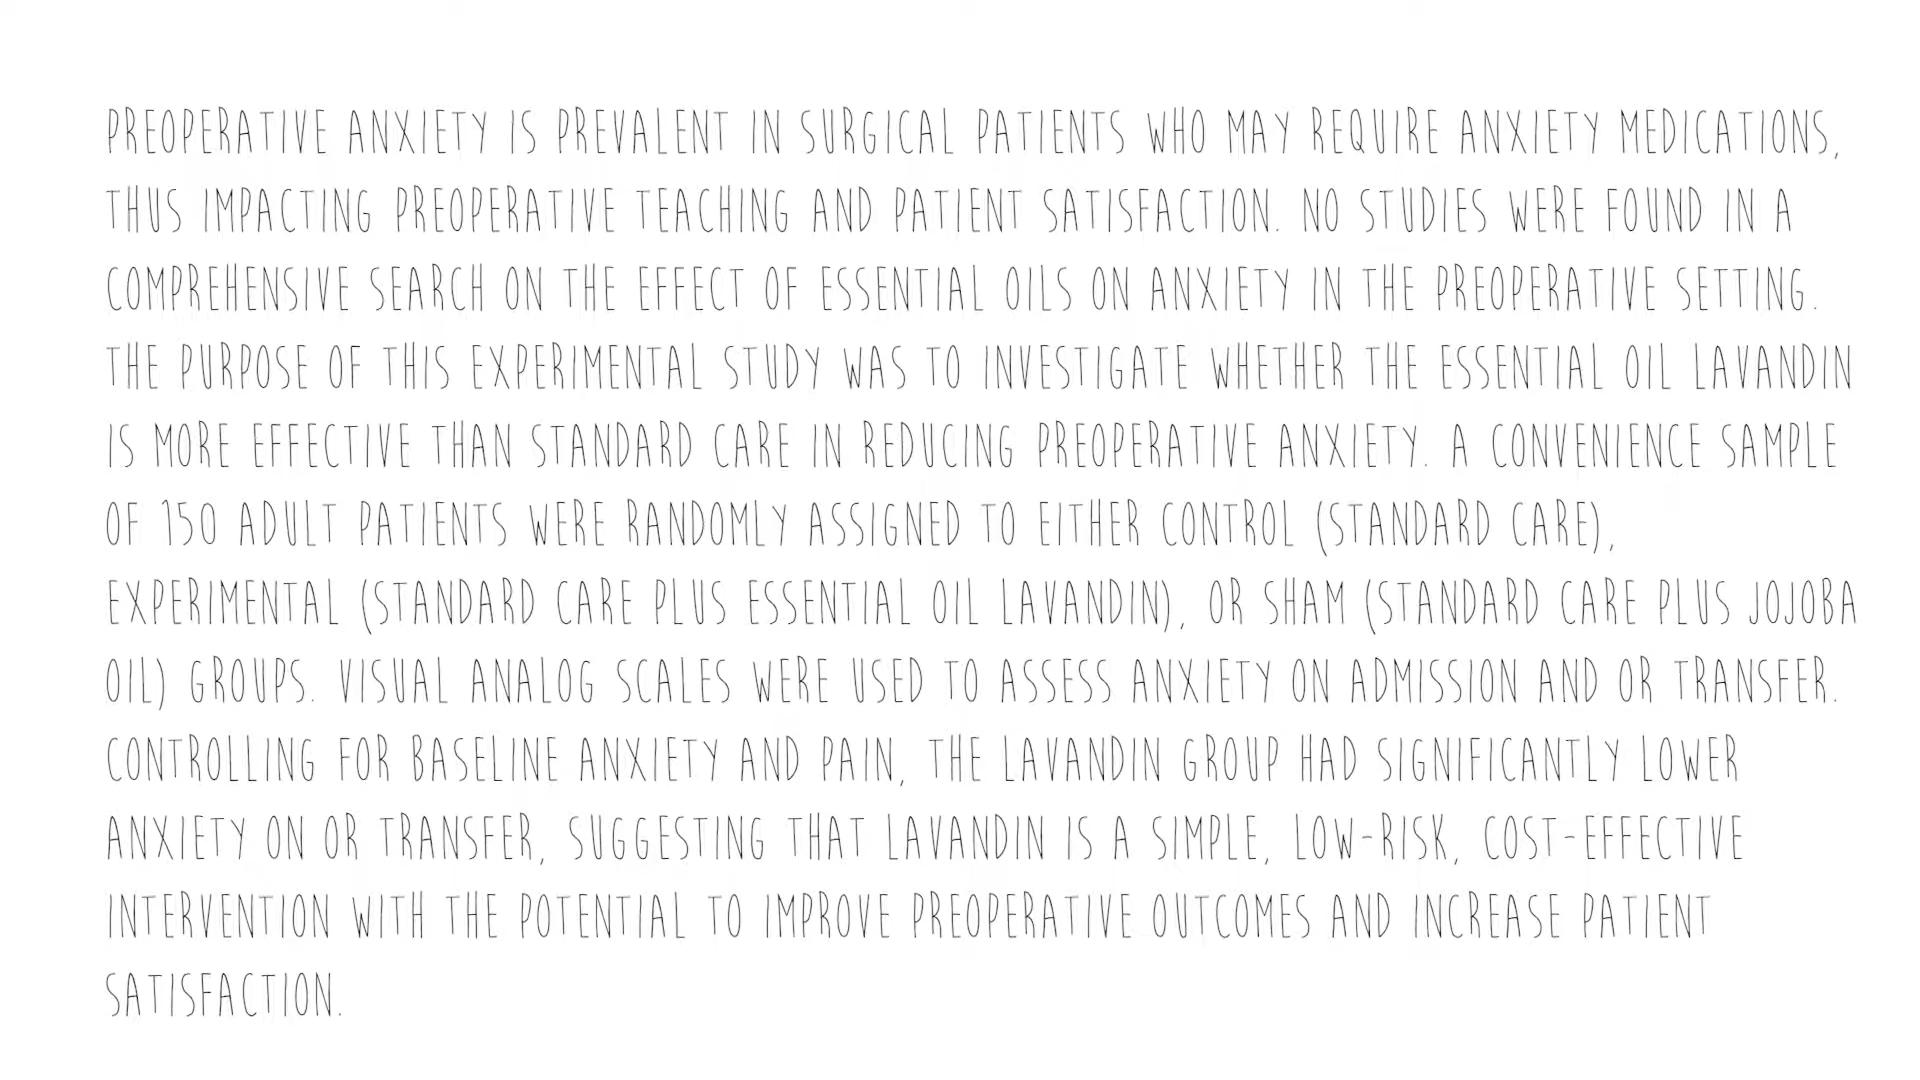 PREOPERATIVE ANXIETY IS PREVALENT IN SURGICAL PATIENTS WHO MAY REQUIRE ANXIETY MEDICATIONS,
THUS IMPACTING PREOPERATIVE TEACHING AND PATIENT SATISFACTION. NO STUDIES WERE FOUND IN A
COMPREHENSIVE SEARCH ON THE EFFECT OF ESSENTIAL OILS ON ANXIETY IN THE PREOPERATIVE SETTING.
THE PURPOSE OF THIS EXPERIMENTAL STUDY WAS TO INVESTIGATE WHETHER THE ESSENTIAL OIL LAVANDIN
IS MORE EFFECTIVE THAN STANDARD CARE IN REDUCING PREOPERATIVE ANXIETY. A CONVENIENCE SAMPLE
OF 150 ADULT PATIENTS WERE RANDOMLY ASSIGNED TO EITHER CONTROL (STANDARD CARE),
EXPERIMENTAL (STANDARD CARE PLUS ESSENTIAL OIL LAVANDIN), OR SHAM (STANDARD CARE PLUS JOJOBA
OIL) GROUPS. VISUAL ANALOG SCALES WERE USED TO ASSESS ANXIETY ON ADMISSION AND OR TRANSFER.
CONTROLLING FOR BASELINE ANXIETY AND PAIN, THE LAVANDIN GROUP HAD SIGNIFICANTLY LOWER
ANXIETY ON OR TRANSFER, SUGGESTING THAT LAVANDIN IS A SIMPLE, LOW-RISK, COST-EFFECTIVE
INTERVENTION WITH THE POTENTIAL TO IMPROVE PREOPERATIVE OUTCOMES AND INCREASE PATIENT
SATISFACTION.